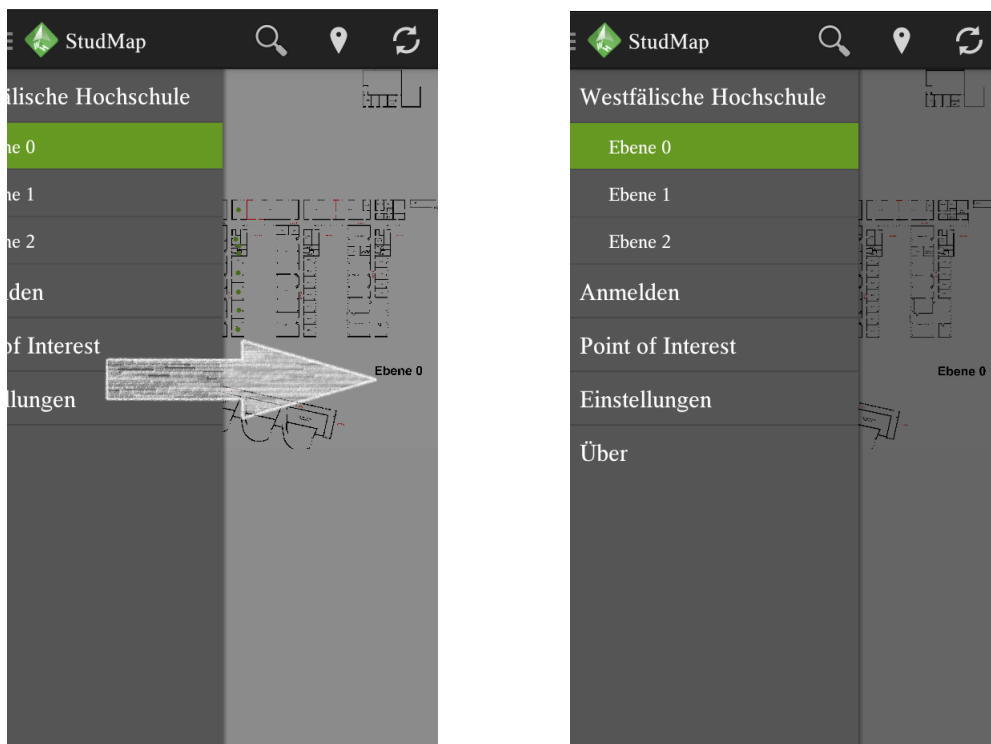 StudMap
ilische Hochschule
ne 0
ne 1
ne 2
lden
of Interest
llungen
Ebene 0
StudMap
Westfälische Hochschule
Ebene 0
Ebene 1
Ebene 2
Anmelden
Point of Interest
Einstellungen
Über
Ebene 0